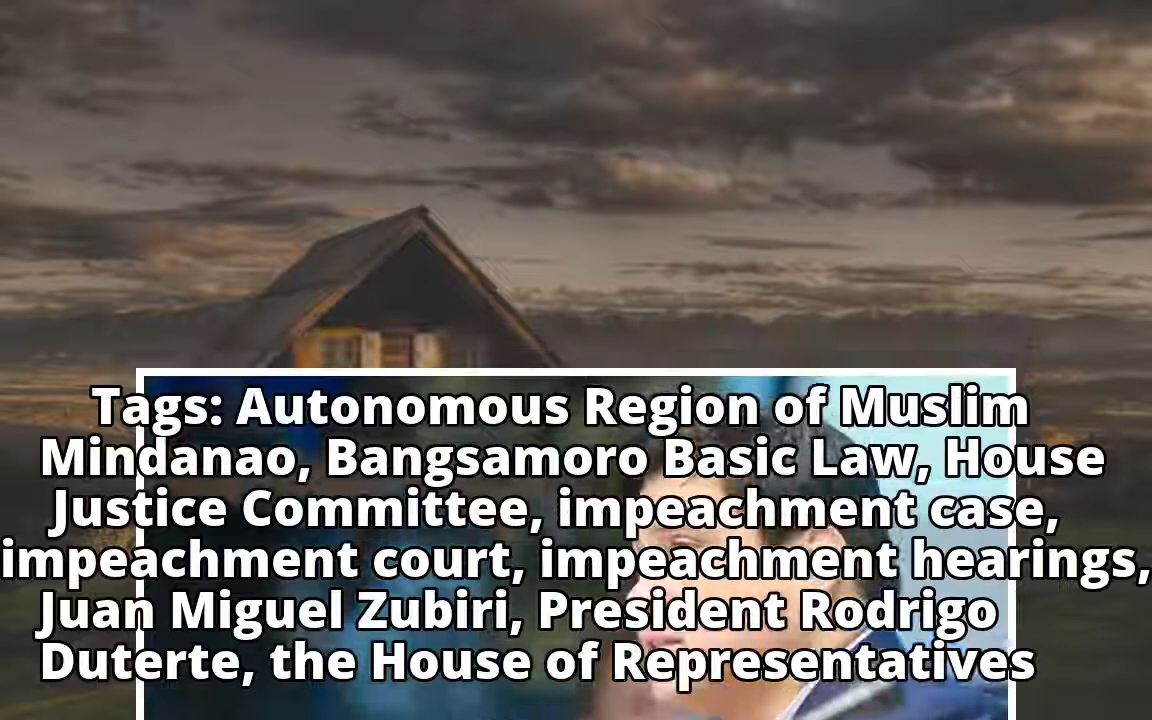 Tags: Autonomous Region of Muslim
Mindanao, Bangsamoro Basic Law, House
Justice Committee, impeachment case,
impeachment court, impeachment hearings,
Juan Miguel Zubiri, President Rodrigo
Duterte, the House of Representatives